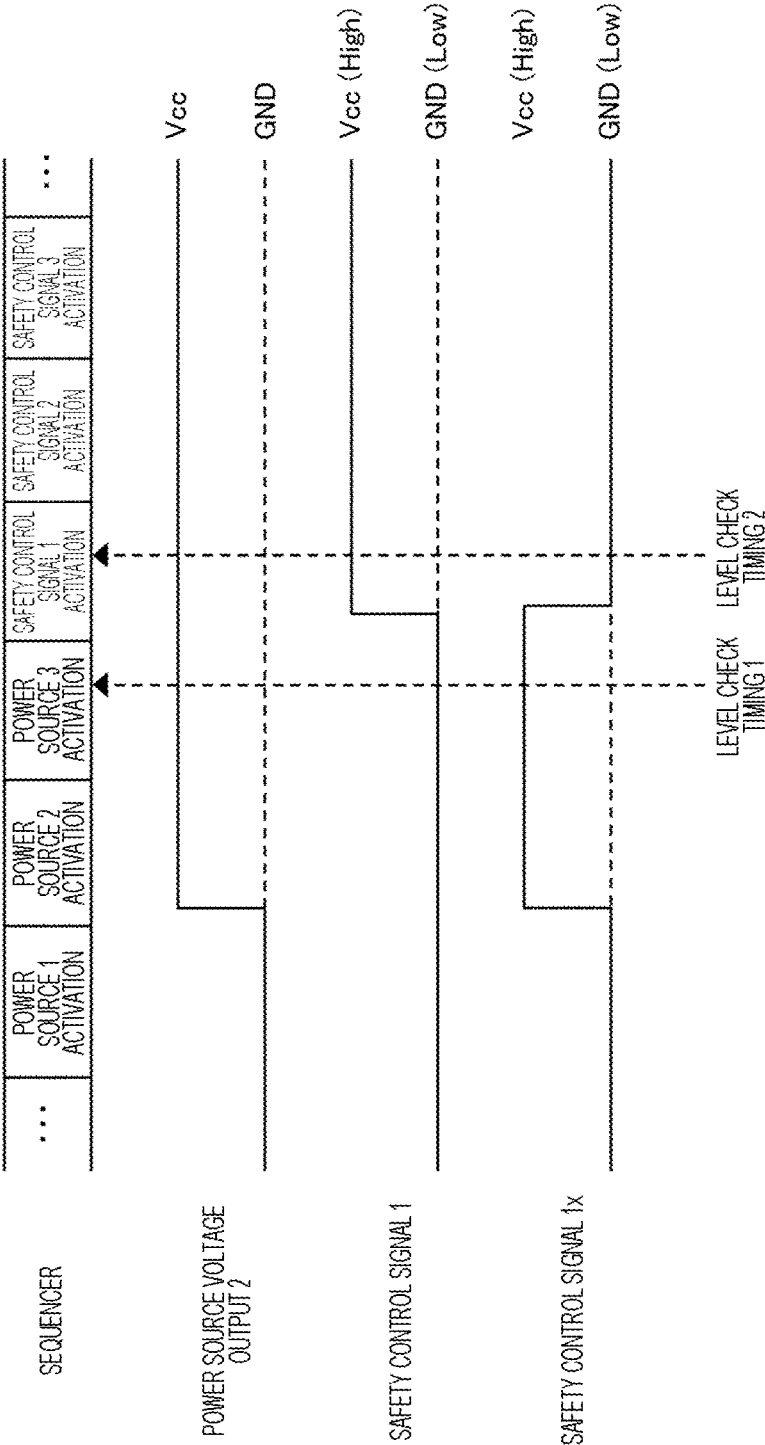 SEQUENCER
...
POWER
SOURCE 1
ACTIVATION
POWER
SOURCE 2
ACTIVATION
POWER
SOURCE 3
ACTIVATION
SAFETY CONTROL
SIGNAL 1
ACTIVATION
SAFETY CONTROL
SIGNAL 2
ACTIVATION
SAFETY CONTROL
SIGNAL 3
ACTIVATION
...
POWER SOURCE VOLTAGE
OUTPUT 2
Vcc
GND
SAFETY CONTROL SIGNAL 1
Vcc (High)
GND (Low)
SAFETY CONTROL SIGNAL 1x
Vcc (High)
GND (Low)
LEVEL CHECK
TIMING 1
LEVEL CHECK
TIMING 2